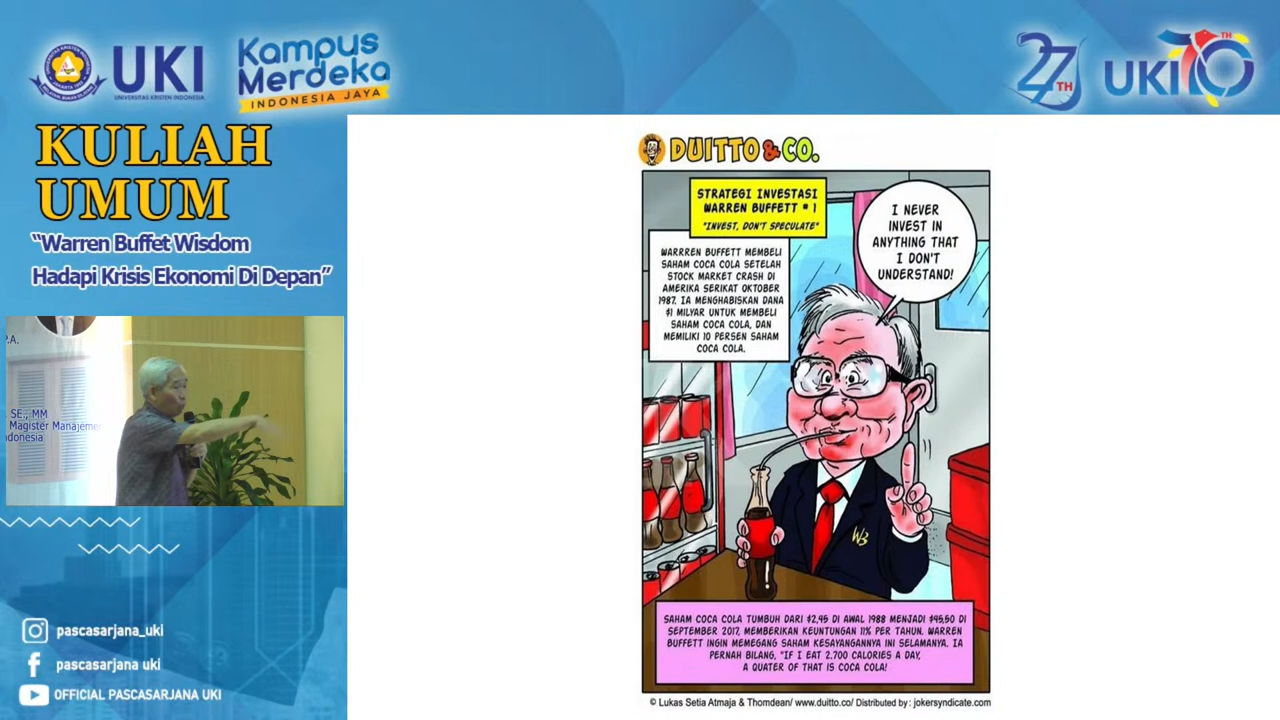 UKI
UNIVERSITAS KRISTEN INDONESIA
Kampus
Merdeka
INDONESIA JAYA
27TH
UKI 70TH
KULIAH
UMUM
"Warren Buffet Wisdom
Hadapi Krisis Ekonomi Di Depan"
P.A.
SE., MM
Magister Manajeme
ndonesia
pascasarjana_uki
pascasarjana uki
OFFICIAL PASCASARJANA UKI
DUITTO & CO.
STRATEGI INVESTASI
WARREN BUFFETT # 1
"INVEST, DON'T SPECULATE"
WARRREN BUFFETT MEMBELI
SAHAM COCA COLA SETELAH
STOCK MARKET CRASH DI
AMERIKA SERIKAT OKTOBER
1987. IA MENGHABISKAN DANA
$1 MILYAR UNTUK MEMBELI
SAHAM COCA COLA, DAN
MEMILIKI 10 PERSEN SAHAM
COCA COLA.
I NEVER
INVEST IN
ANYTHING THAT
I DON'T
UNDERSTAND!
WB
SAHAM COCA COLA TUMBUH DARI $2,45 DI AWAL 1988 MENJADI $45,50 DI
SEPTEMBER 2017, MEMBERIKAN KEUNTUNGAN 11% PER TAHUN. WARREN
BUFFETT INGIN MEMEGANG SAHAM KESAYANGANNYA INI SELAMANYA. IA
PERNAH BILANG, "IF I EAT 2.700 CALORIES A DAY,
A QUATER OF THAT IS COCA COLA!
© Lukas Setia Atmaja & Thomdean/ www.duitto.co/ Distributed by : jokersyndicate.com